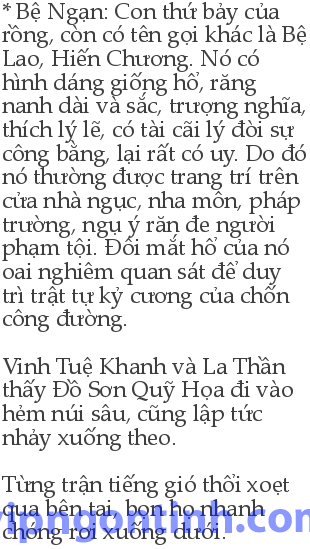 * Bệ Ngạn: Con thứ bảy của
rồng, còn có tên gọi khác là Bệ
Lao, Hiến Chương. Nó có
hình dáng giống hổ, răng
nanh dài và sắc, trượng nghĩa,
thích lý lẽ, có tài cãi lý đòi sự
công bằng, lại rất có uy. Do đó
nó thường được trang trí trên
cửa nhà ngục, nha môn, pháp
trường, ngụ ý răn đe người
phạm tội. Đôi mắt hổ của nó
oai nghiêm quan sát để duy
trì trật tự kỷ cương của chốn
công đường.
Vinh Tuệ Khanh và La Thần
thấy Đồ Sơn Quỹ Họa đi vào
hẻm núi sâu, cũng lập tức
nhảy xuống theo.
Từng trận tiếng gió thổi xoẹt
qua bên tai, bọn họ nhanh
chóng rơi xuống dưới.
vipngontinh.com